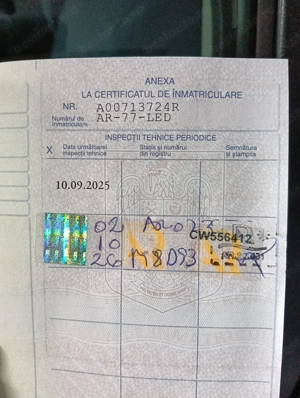 ANEXA
LA CERTIFICATUL DE ÎNMATRICULARE
NR. A00713724R
Numărul de înmatriculare AR-77-LED
INSPECȚII TEHNICE PERIODICE
X Data următoarei inspecții tehnice Stația și numărul din registru Semnătura și ștampila
10.09.2025
02
10
26
CW556412